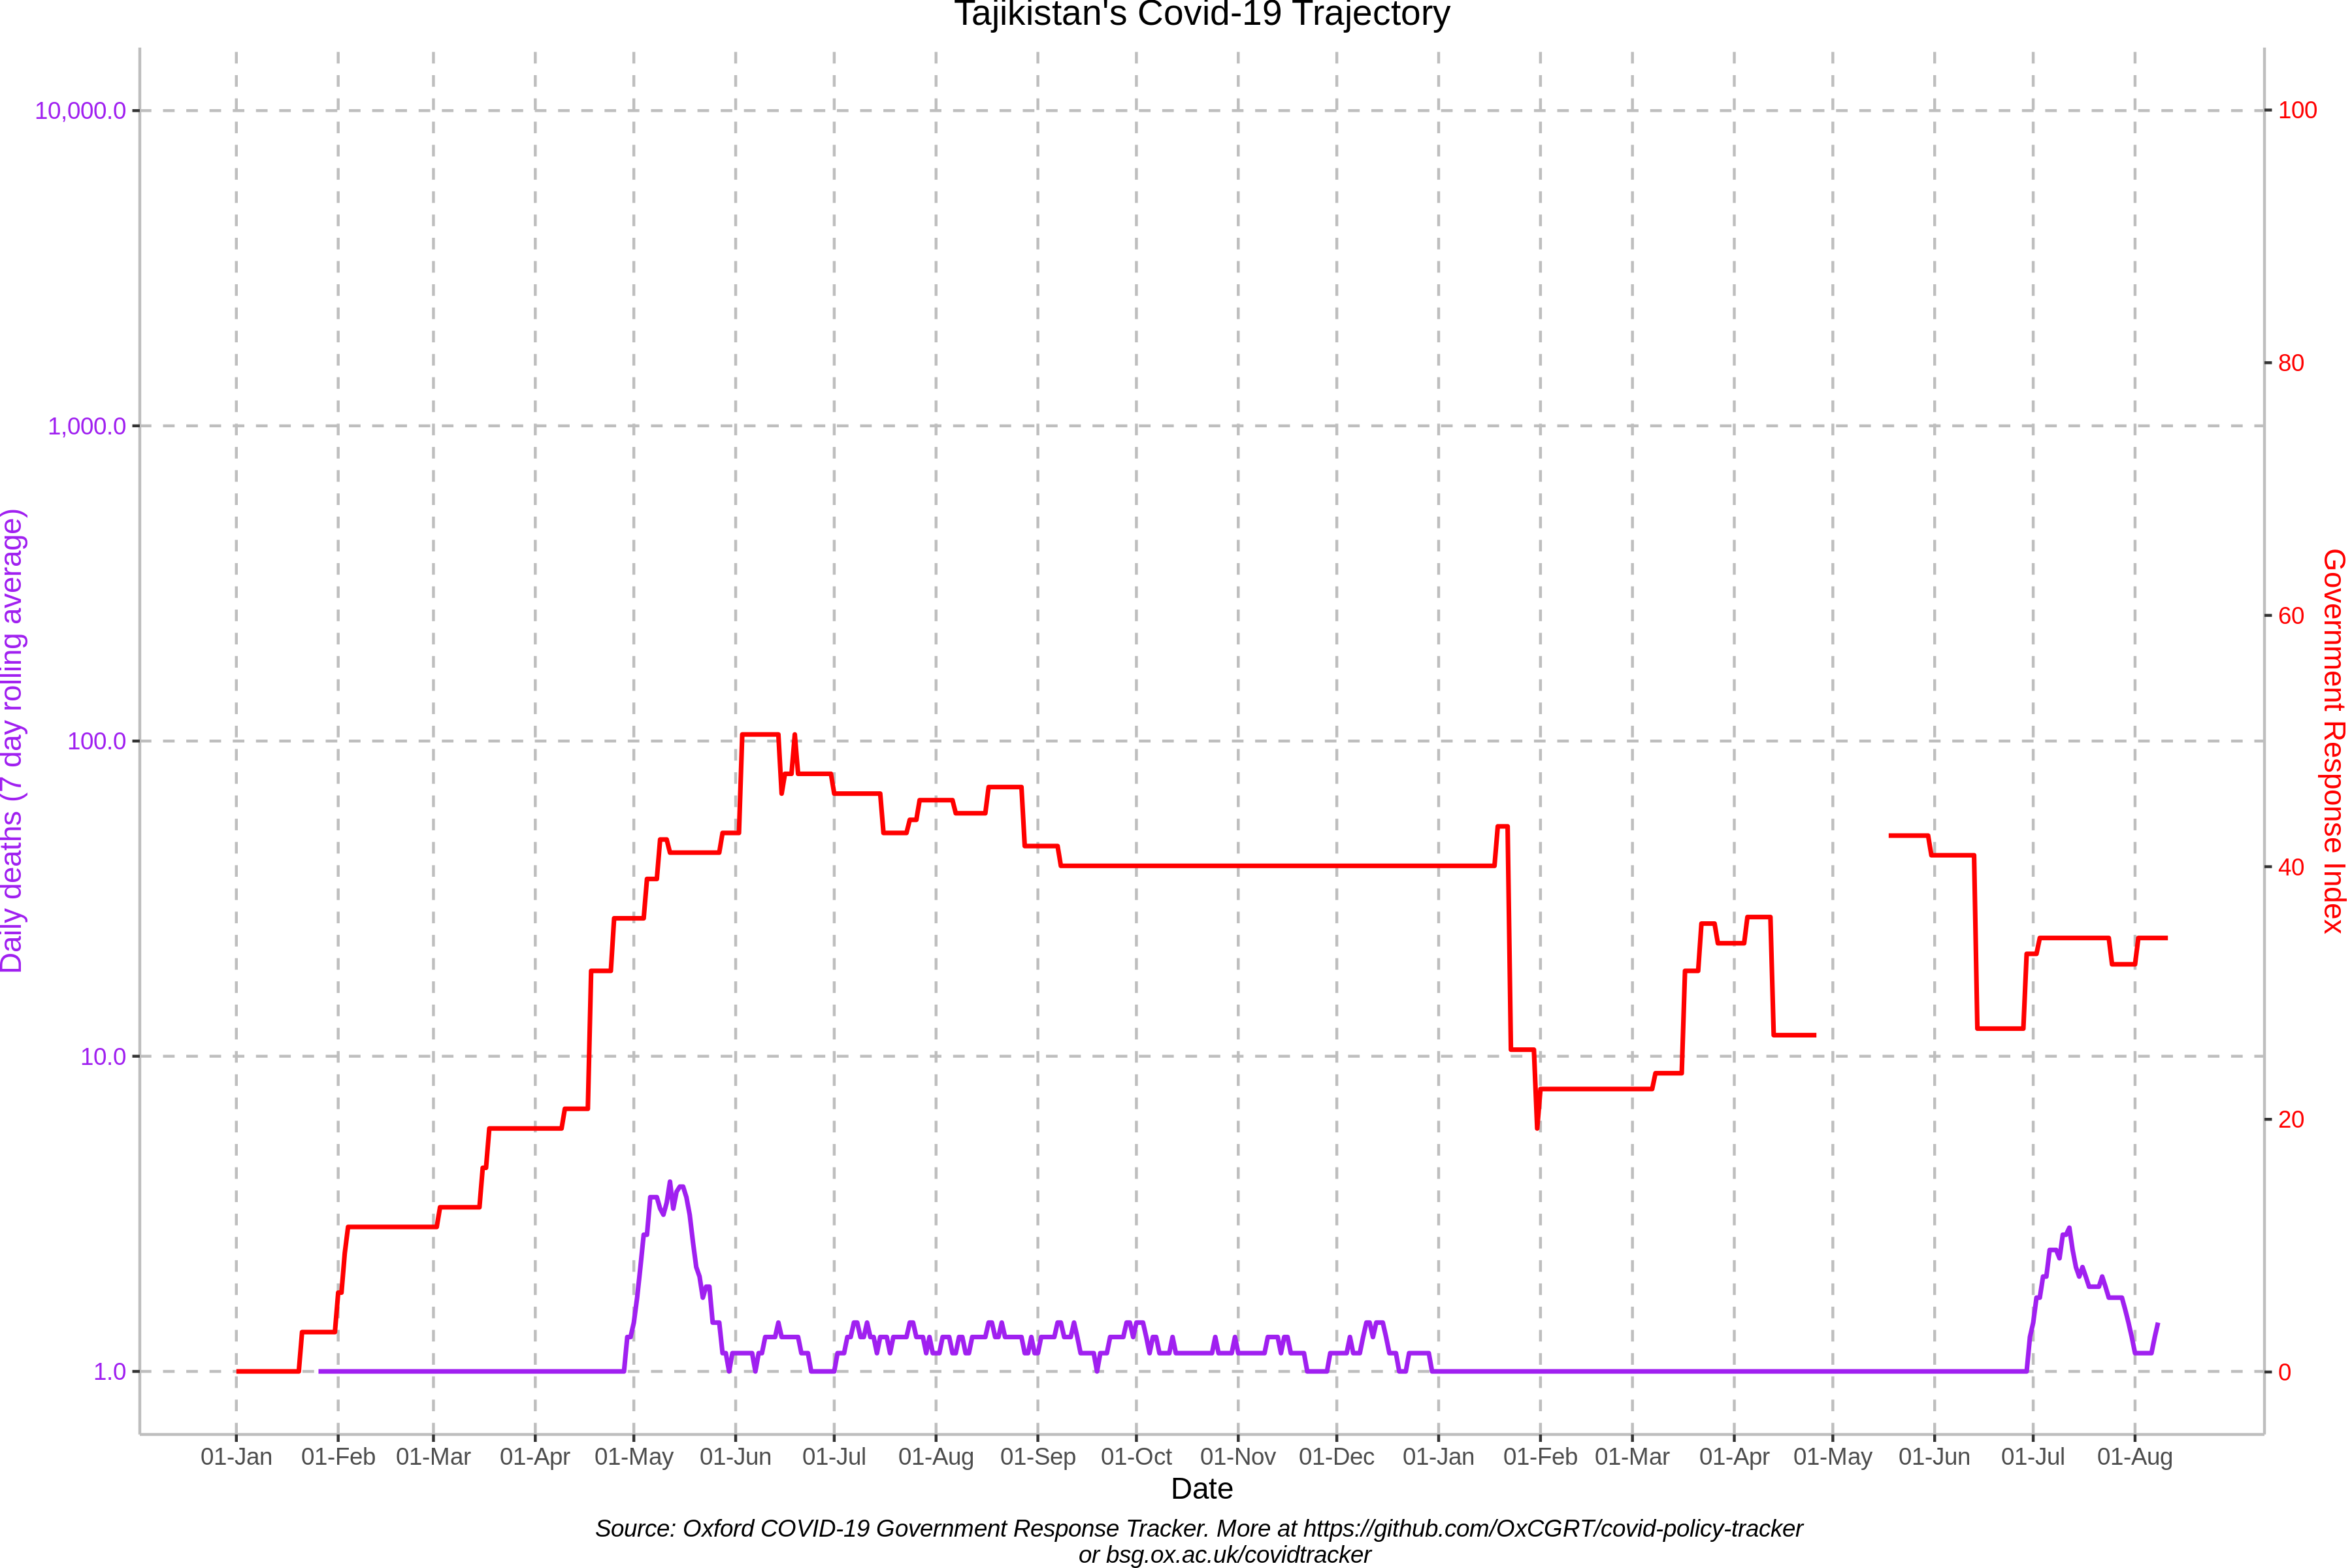 Tajikistan's Covid-19 Trajectory
10,000.0
1,000.0
100.0
10.0
1.0
Daily deaths (7 day rolling average)
100
80
60
40
20
0
Government Response Index
01-Jan 01-Feb 01-Mar 01-Apr 01-May 01-Jun 01-Jul 01-Aug 01-Sep 01-Oct 01-Nov 01-Dec 01-Jan 01-Feb 01-Mar 01-Apr 01-May 01-Jun 01-Jul 01-Aug
Date
Source: Oxford COVID-19 Government Response Tracker. More at https://github.com/OxCGRT/covid-policy-tracker
or bsg.ox.ac.uk/covidtracker